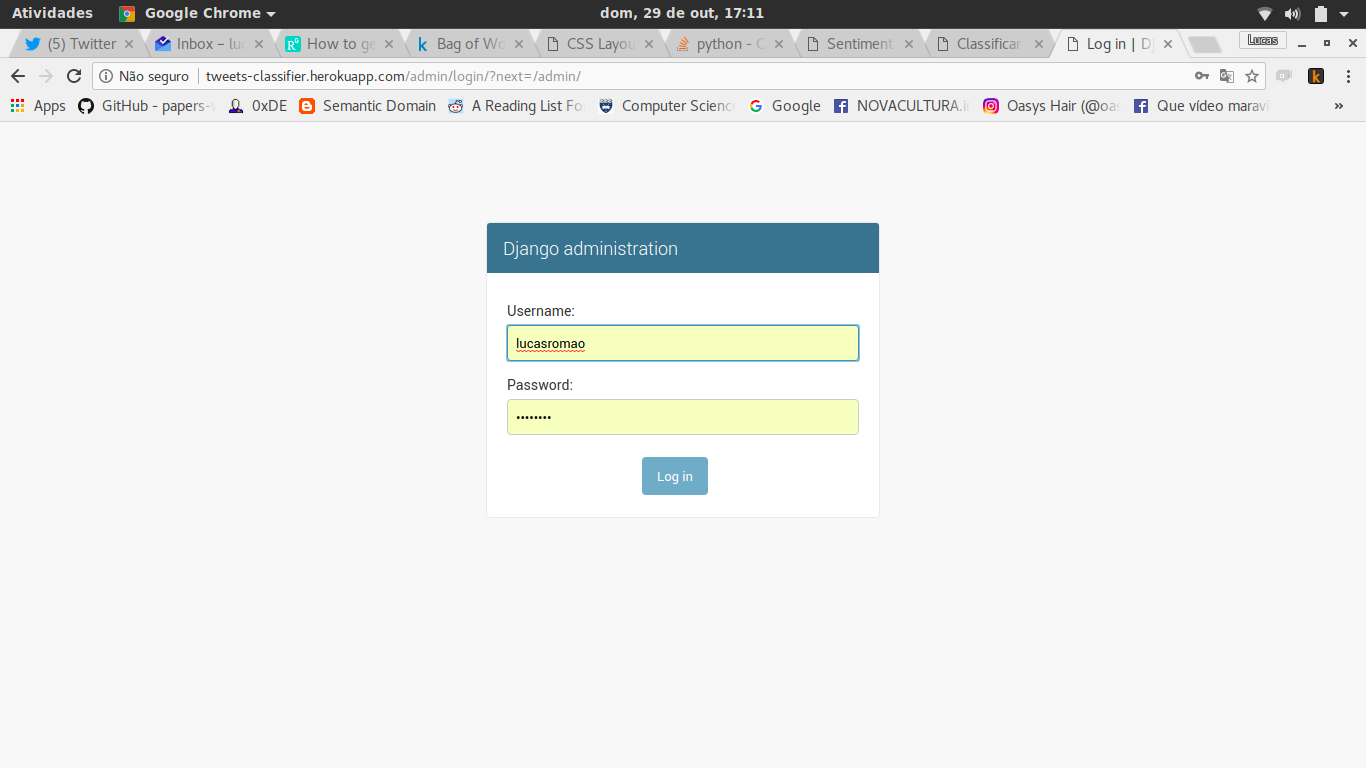 Atividades Google Chrome dom, 29 de out, 17:11
(5) Twitter Inbox – luc How to ge Bag of Wo CSS Layou python - C Sentiment Classificar Log in | Dj Lucas
Não seguro tweets-classifier.herokuapp.com/admin/login/?next=/admin/
Apps GitHub - papers-w 0xDE Semantic Domain A Reading List Fo Computer Science Google NOVACULTURA.i Oasys Hair (@oas Que vídeo maravi »
Django administration
Username:
lucasromao
Password:
••••••••
Log in